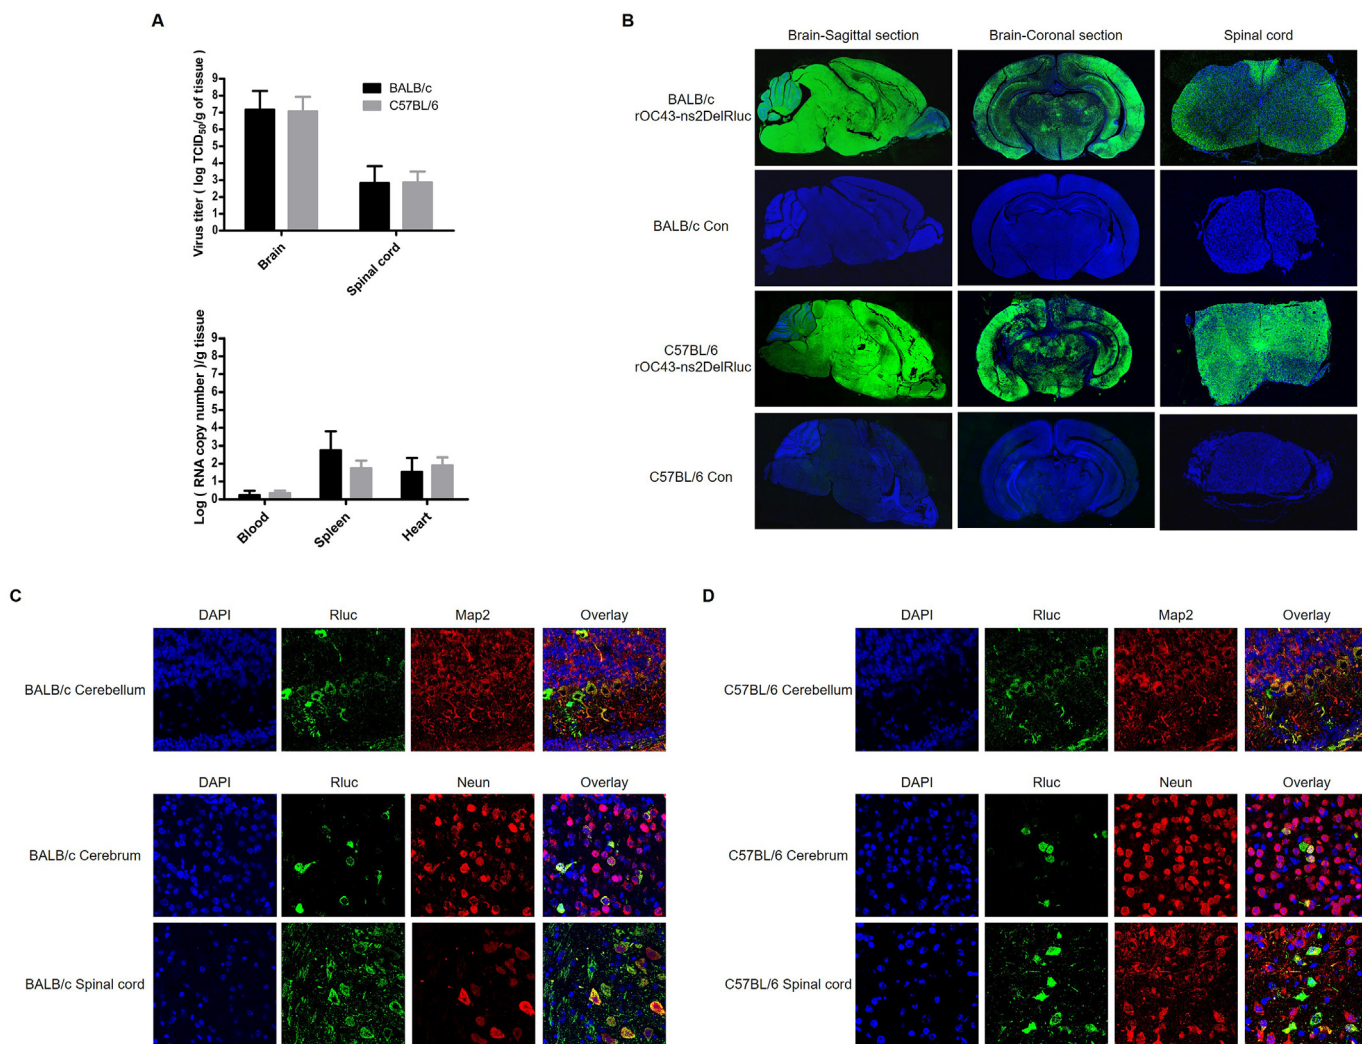 A
Virus titer ( log TCID50/g of tissue)
9
8
7
6
5
4
3
2
1
0
BALB/c
C57BL/6
Brain
Spinal cord
Log ( RNA copy number )/g tissue
9
8
7
6
5
4
3
2
1
0
Blood
Spleen
Heart
B
Brain-Sagittal section
Brain-Coronal section
Spinal cord
BALB/c
rOC43-ns2DelRluc
BALB/c Con
C57BL/6
rOC43-ns2DelRluc
C57BL/6 Con
C
DAPI
Rluc
Map2
Overlay
BALB/c Cerebellum
DAPI
Rluc
Neun
Overlay
BALB/c Cerebrum
BALB/c Spinal cord
D
DAPI
Rluc
Map2
Overlay
C57BL/6 Cerebellum
DAPI
Rluc
Neun
Overlay
C57BL/6 Cerebrum
C57BL/6 Spinal cord